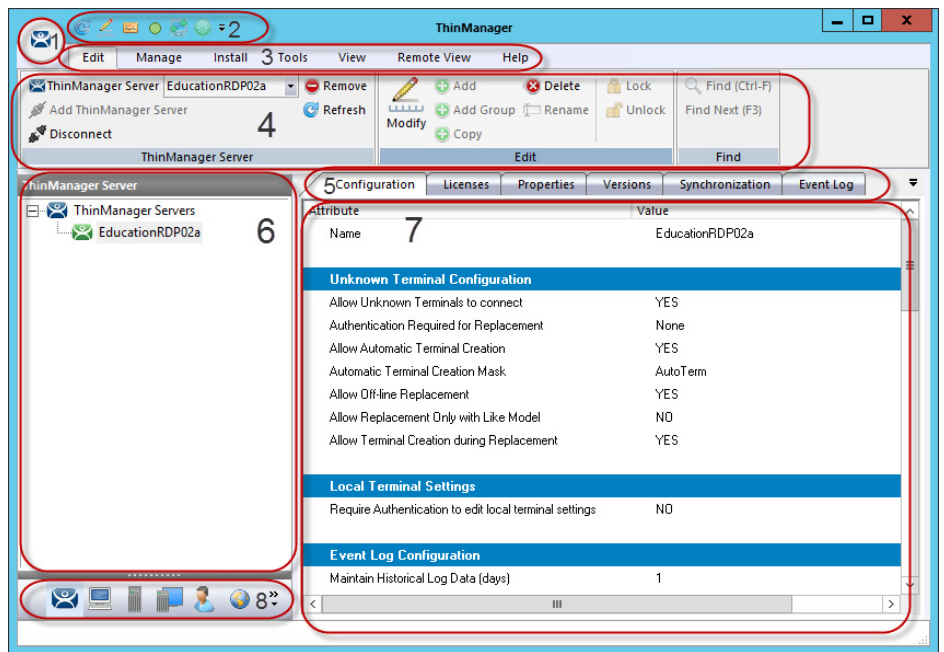 ThinManager
1
2
Edit Manage Install 3 Tools View Remote View Help
ThinManager Server EducationRDP02a Remove
Add ThinManager Server Refresh
Disconnect
4
ThinManager Server
Modify
Add Delete
Add Group Rename
Copy
Lock
Unlock
Edit
Find (Ctrl-F)
Find Next (F3)
Find
ThinManager Server
ThinManager Servers
EducationRDP02a
6
5 Configuration Licenses Properties Versions Synchronization Event Log
Attribute Value
7
Name EducationRDP02a
Unknown Terminal Configuration
Allow Unknown Terminals to connect YES
Authentication Required for Replacement None
Allow Automatic Terminal Creation YES
Automatic Terminal Creation Mask AutoTerm
Allow Off-line Replacement YES
Allow Replacement Only with Like Model NO
Allow Terminal Creation during Replacement YES
Local Terminal Settings
Require Authentication to edit local terminal settings NO
Event Log Configuration
Maintain Historical Log Data (days) 1
8